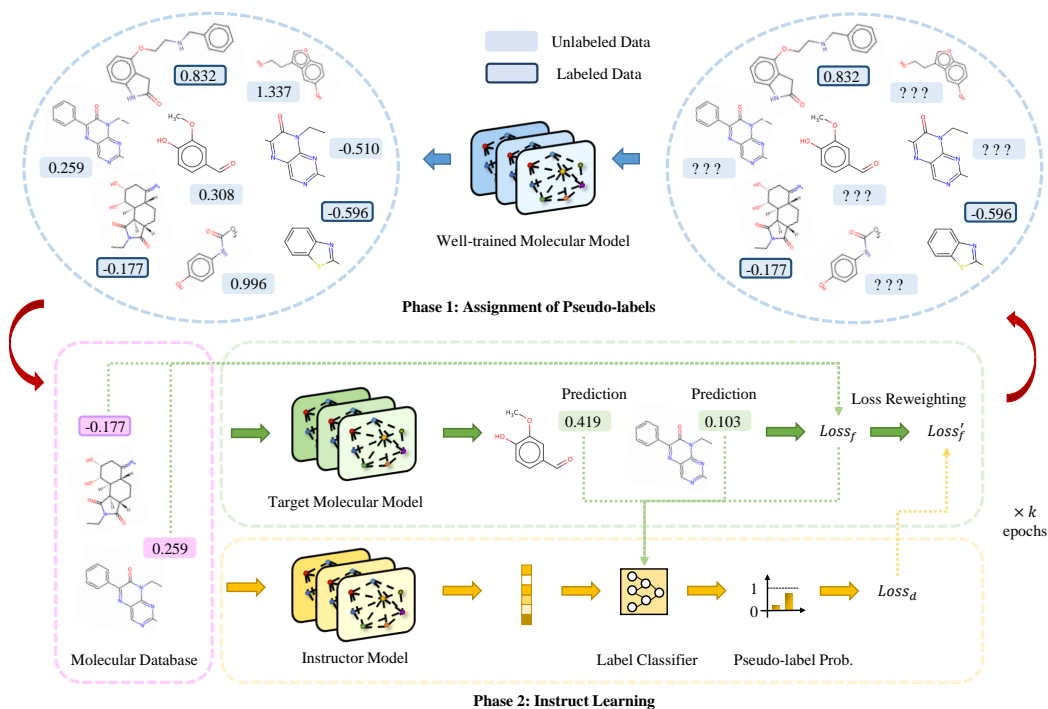 Unlabeled Data
Labeled Data
0.832
1.337
0.259
0.308
-0.510
-0.596
-0.177
0.996
Well-trained Molecular Model
0.832
? ? ?
? ? ?
? ? ?
? ? ?
-0.596
-0.177
? ? ?
Phase 1: Assignment of Pseudo-labels
-0.177
0.259
Molecular Database
Target Molecular Model
Prediction
0.419
Prediction
0.103
Loss Reweighting
Loss_f
Loss'_f
× k
epochs
Instructor Model
Label Classifier
1
0
Pseudo-label Prob.
Loss_d
Phase 2: Instruct Learning